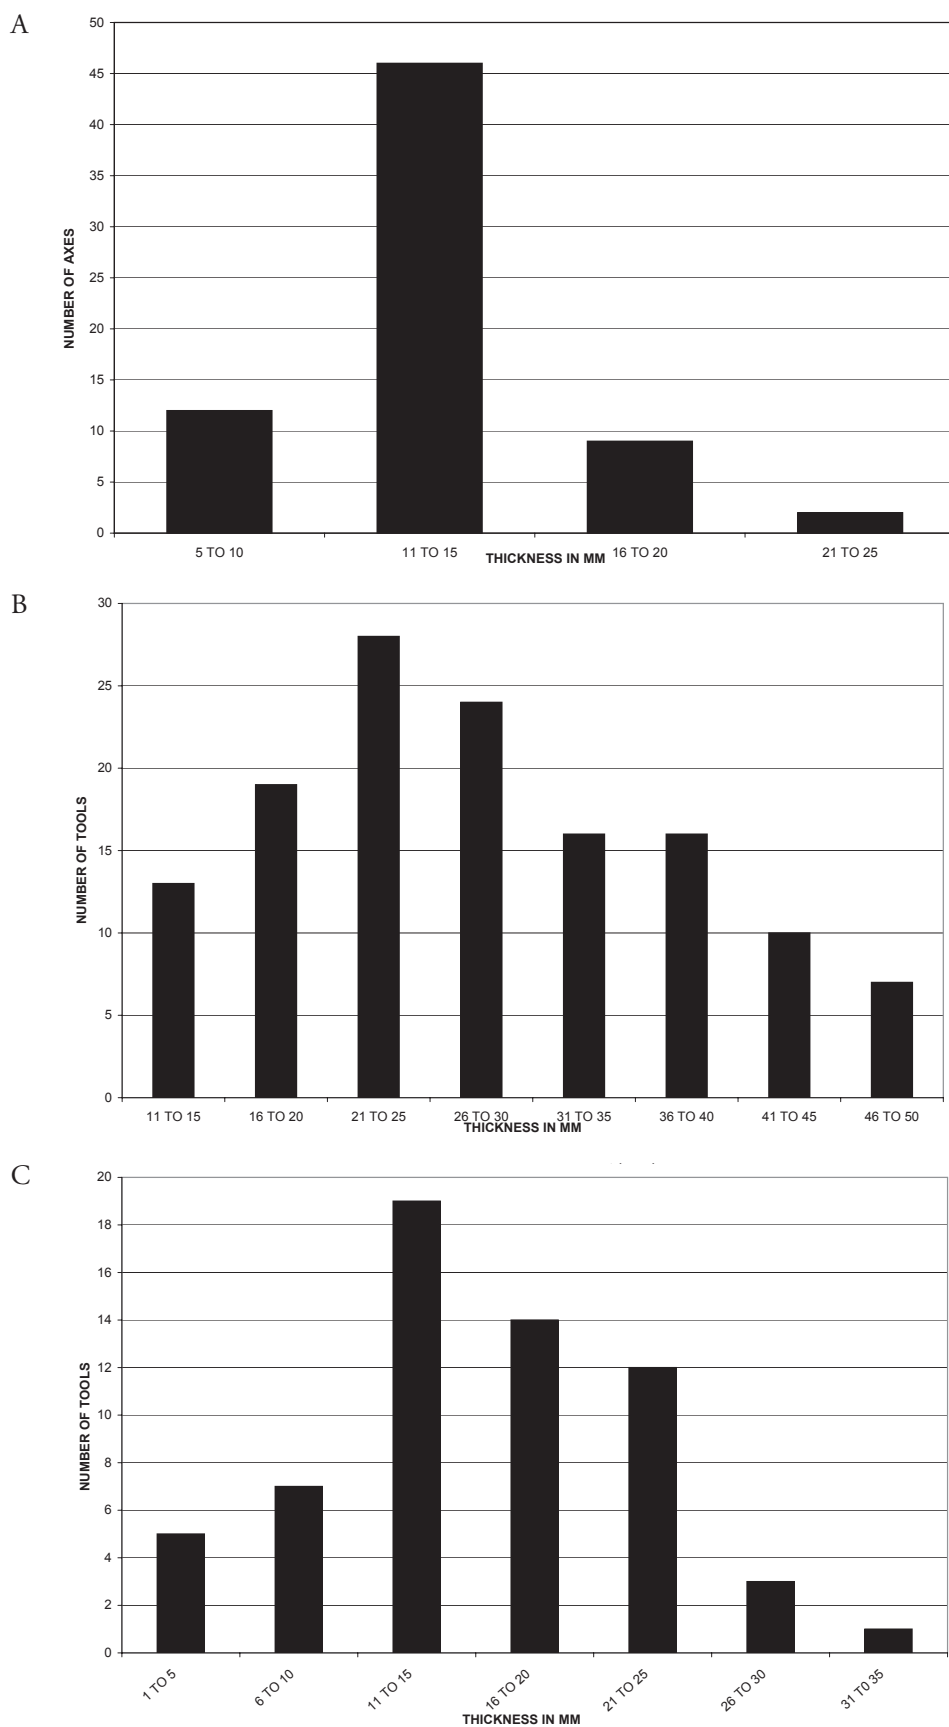 A
50
45
40
35
30
25
20
15
10
5
0
NUMBER OF AXES
5 TO 10 11 TO 15 16 TO 20 21 TO 25
THICKNESS IN MM
B
30
25
20
15
10
5
0
NUMBER OF TOOLS
11 TO 15 16 TO 20 21 TO 25 26 TO 30 31 TO 35 36 TO 40 41 TO 45 46 TO 50
THICKNESS IN MM
C
20
18
16
14
12
10
8
6
4
2
0
NUMBER OF TOOLS
1 TO 5 6 TO 10 11 TO 15 16 TO 20 21 TO 25 26 TO 30 31 T0 35
THICKNESS IN MM